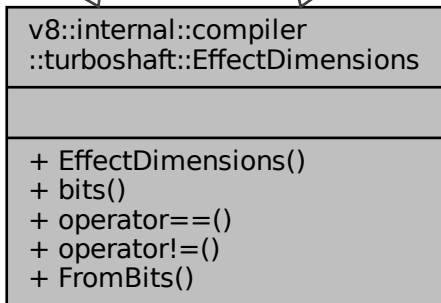 v8::internal::compiler
::turboshaft::EffectDimensions
+ EffectDimensions()
+ bits()
+ operator==()
+ operator!=()
+ FromBits()